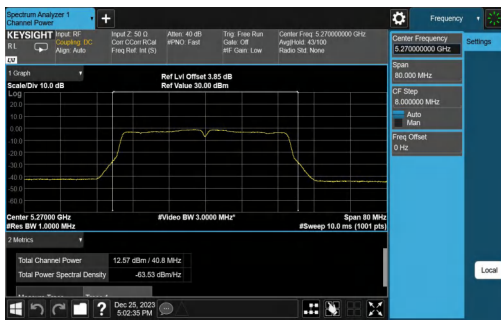 Spectrum Analyzer 1
Channel Power
Frequency
KEYSIGHT
RL
Input: RF
Coupling: DC
Align: Auto
Input Z: 50 Ω
Corr CCorr RCal
Freq Ref: Int (S)
Atten: 40 dB
#PNO: Fast
Trig: Free Run
Gate: Off
#IF Gain: Low
Center Freq: 5.270000000 GHz
Avg|Hold: 43/100
Radio Std: None
LW
Center Frequency
5.270000000 GHz
Settings
Span
80.000 MHz
CF Step
8.000000 MHz
Auto
Man
Freq Offset
0 Hz
Local
1 Graph
Scale/Div 10.0 dB
Ref Lvl Offset 3.85 dB
Ref Value 30.00 dBm
Log
20.0
10.0
0.00
-10.0
-20.0
-30.0
-40.0
-50.0
-60.0
Center 5.27000 GHz
#Res BW 1.0000 MHz
#Video BW 3.0000 MHz*
Span 80 MHz
#Sweep 10.0 ms (1001 pts)
2 Metrics
Total Channel Power 12.57 dBm / 40.8 MHz
Total Power Spectral Density -63.53 dBm/Hz
?
Dec 25, 2023
5:02:35 PM